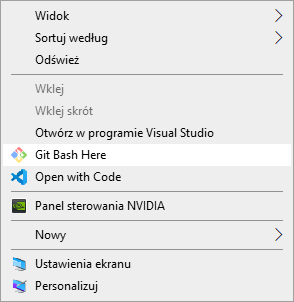 Widok
Sortuj według
Odśwież
Wklej
Wklej skrót
Otwórz w programie Visual Studio
Git Bash Here
Open with Code
Panel sterowania NVIDIA
Nowy
Ustawienia ekranu
Personalizuj